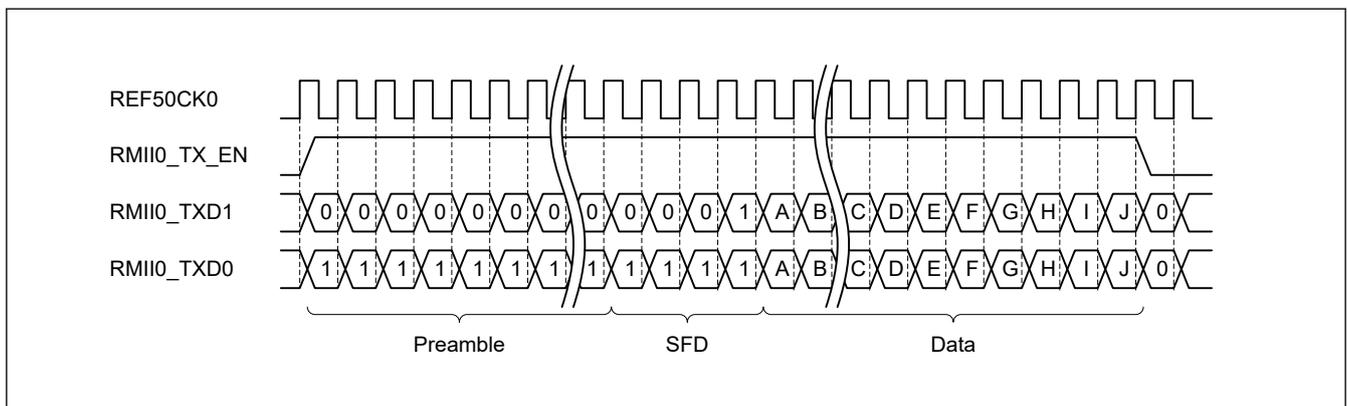 REF50CK0
RMII0_TX_EN
RMII0_TXD1 0 0 0 0 0 0 0 0 0 0 0 1 A B C D E F G H I J 0
RMII0_TXD0 1 1 1 1 1 1 1 1 1 1 1 1 A B C D E F G H I J 0
Preamble SFD Data